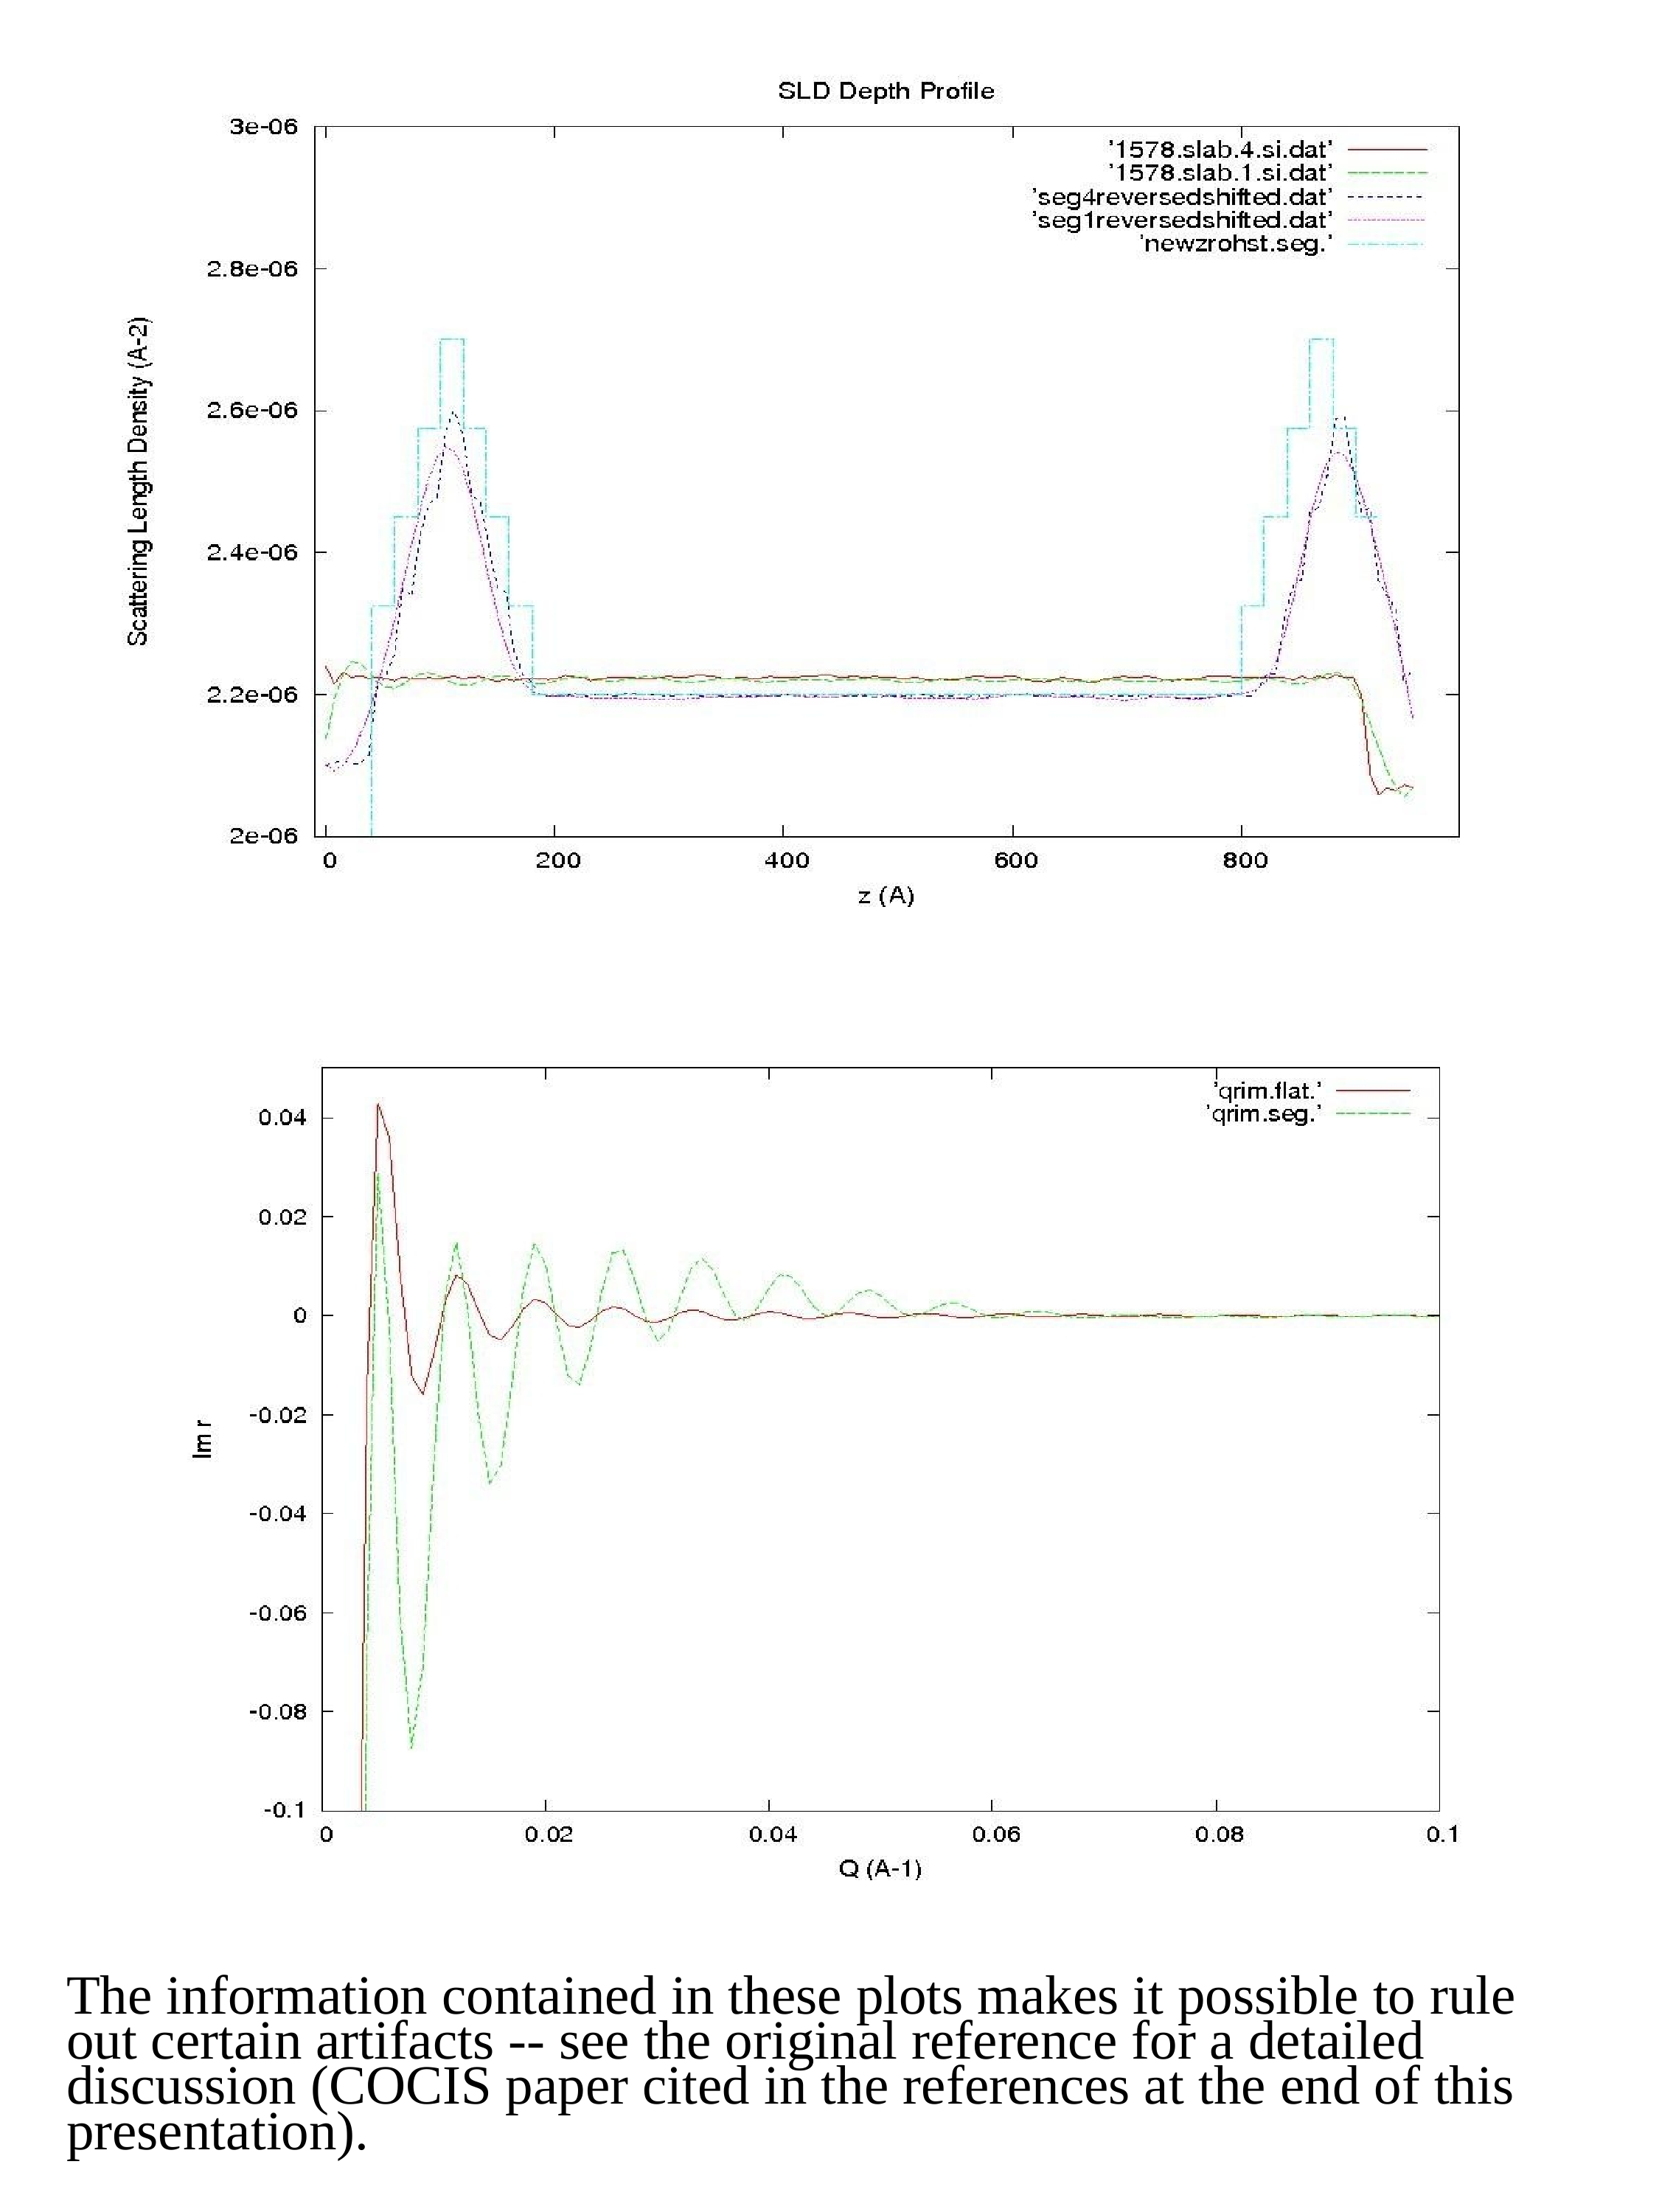 SLD Depth Profile
3e-06
2.8e-06
2.6e-06
2.4e-06
2.2e-06
2e-06
Scattering Length Density (A-2)
'1578.slab.4.si.dat'
'1578.slab.1.si.dat'
'seg4reversedshifted.dat'
'seg1reversedshifted.dat'
'newzrohst.seg.'
0 200 400 600 800
z (A)
'qrim.flat.'
'qrim.seg.'
0.04
0.02
0
-0.02
-0.04
-0.06
-0.08
-0.1
Im r
0 0.02 0.04 0.06 0.08 0.1
Q (A-1)
The information contained in these plots makes it possible to rule
out certain artifacts -- see the original reference for a detailed
discussion (COCIS paper cited in the references at the end of this
presentation).